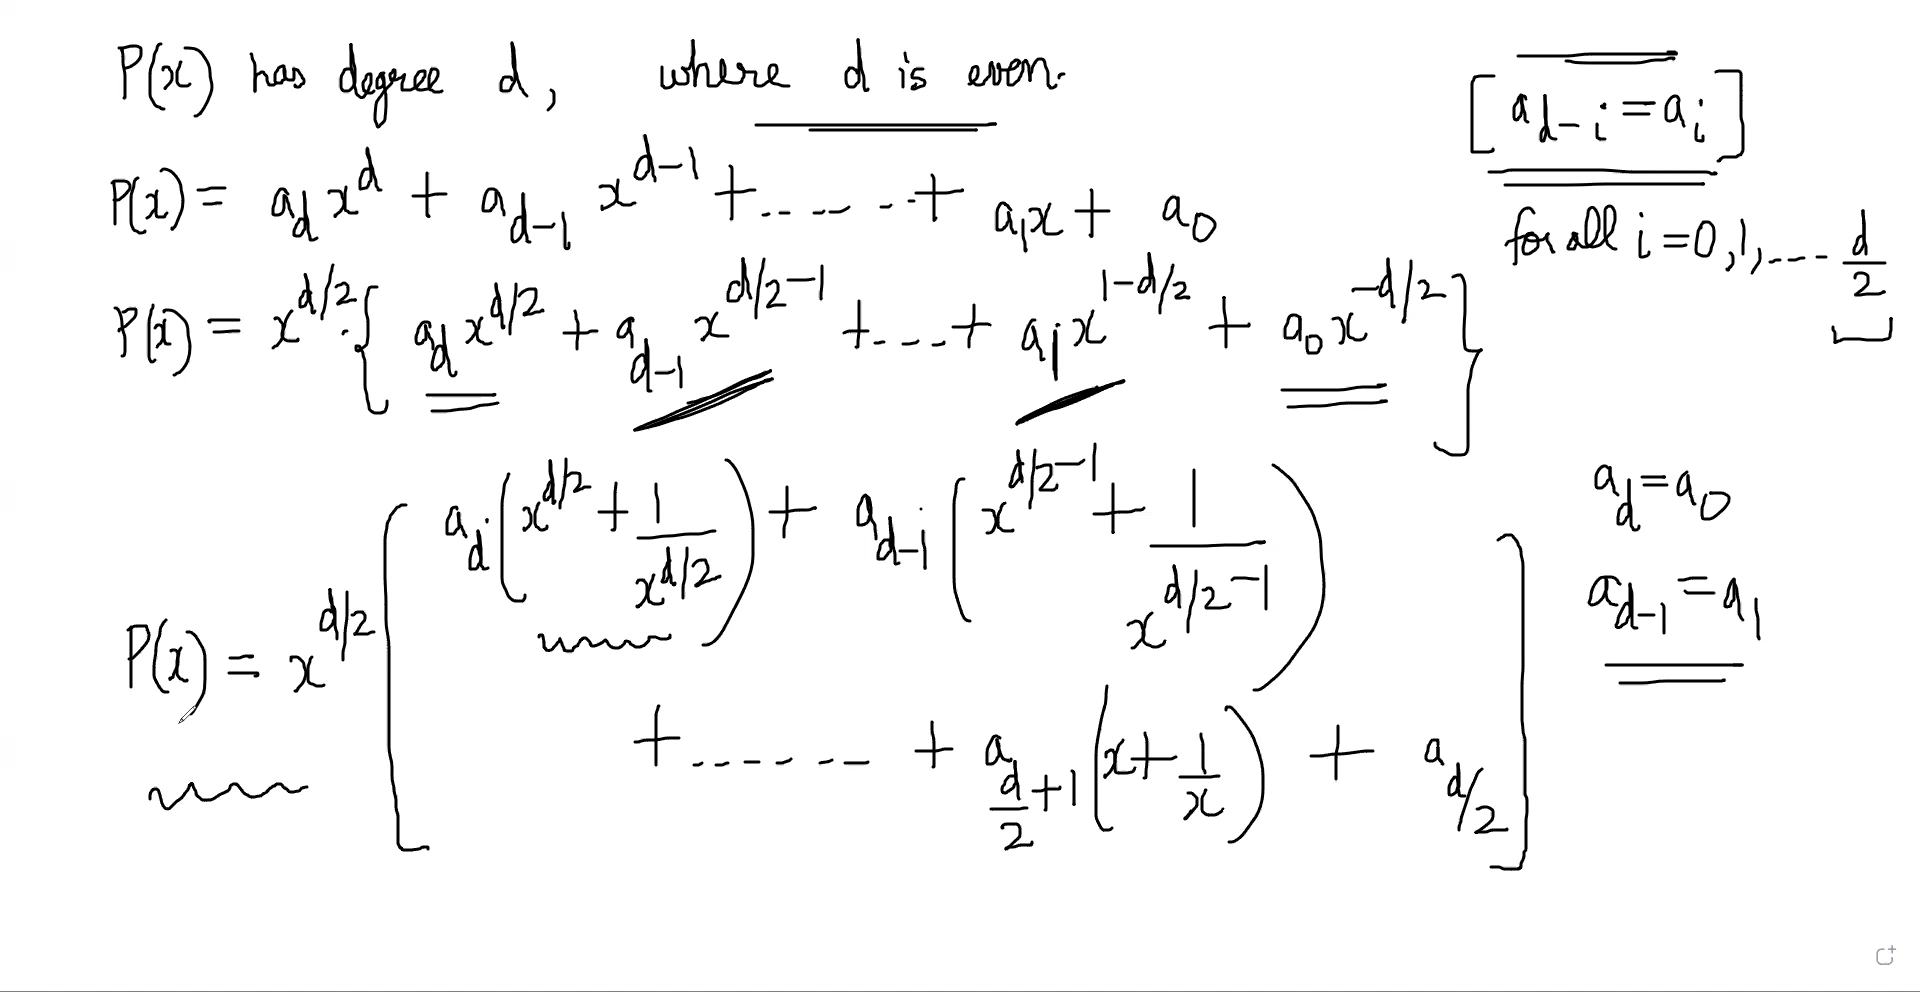 P(x) has degree d, where d is even.
[a_{d-i} = a_i]
for all i = 0, 1, ---- d/2
P(x) = a_d x^d + a_{d-1} x^{d-1} + ------- + a_1 x + a_0
P(x) = x^{d/2} · { a_d x^{d/2} + a_{d-1} x^{d/2-1} + ---- + a_1 x^{1-d/2} + a_0 x^{-d/2} }
a_d = a_0
a_{d-1} = a_1
P(x) = x^{d/2} [ a_d ( x^{d/2} + 1/x^{d/2} ) + a_{d-1} ( x^{d/2-1} + 1/x^{d/2-1} )
+ ------- + a_{d/2+1} ( x + 1/x ) + a_{d/2} ]